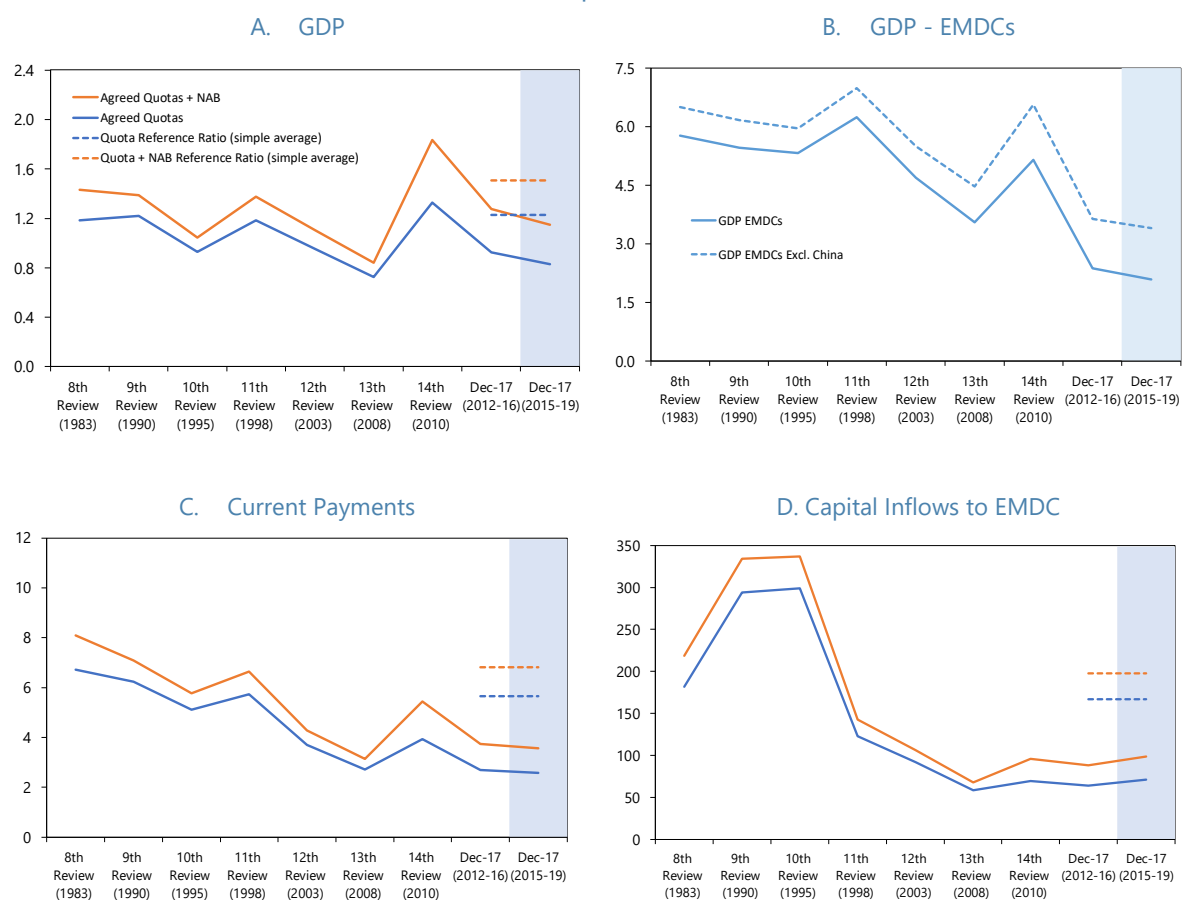 A. GDP
2.4
2.0
1.6
1.2
0.8
0.4
0.0
Agreed Quotas + NAB
Agreed Quotas
Quota Reference Ratio (simple average)
Quota + NAB Reference Ratio (simple average)
8th 9th 10th 11th 12th 13th 14th Dec-17 Dec-17
Review Review Review Review Review Review Review (2012-16) (2015-19)
(1983) (1990) (1995) (1998) (2003) (2008) (2010)
B. GDP - EMDCs
7.5
6.0
4.5
3.0
1.5
0.0
GDP EMDCs
GDP EMDCs Excl. China
8th 9th 10th 11th 12th 13th 14th Dec-17 Dec-17
Review Review Review Review Review Review Review (2012-16) (2015-19)
(1983) (1990) (1995) (1998) (2003) (2008) (2010)
C. Current Payments
12
10
8
6
4
2
0
8th 9th 10th 11th 12th 13th 14th Dec-17 Dec-17
Review Review Review Review Review Review Review (2012-16) (2015-19)
(1983) (1990) (1995) (1998) (2003) (2008) (2010)
D. Capital Inflows to EMDC
350
300
250
200
150
100
50
0
8th 9th 10th 11th 12th 13th 14th Dec-17 Dec-17
Review Review Review Review Review Review Review (2012-16) (2015-19)
(1983) (1990) (1995) (1998) (2003) (2008) (2010)